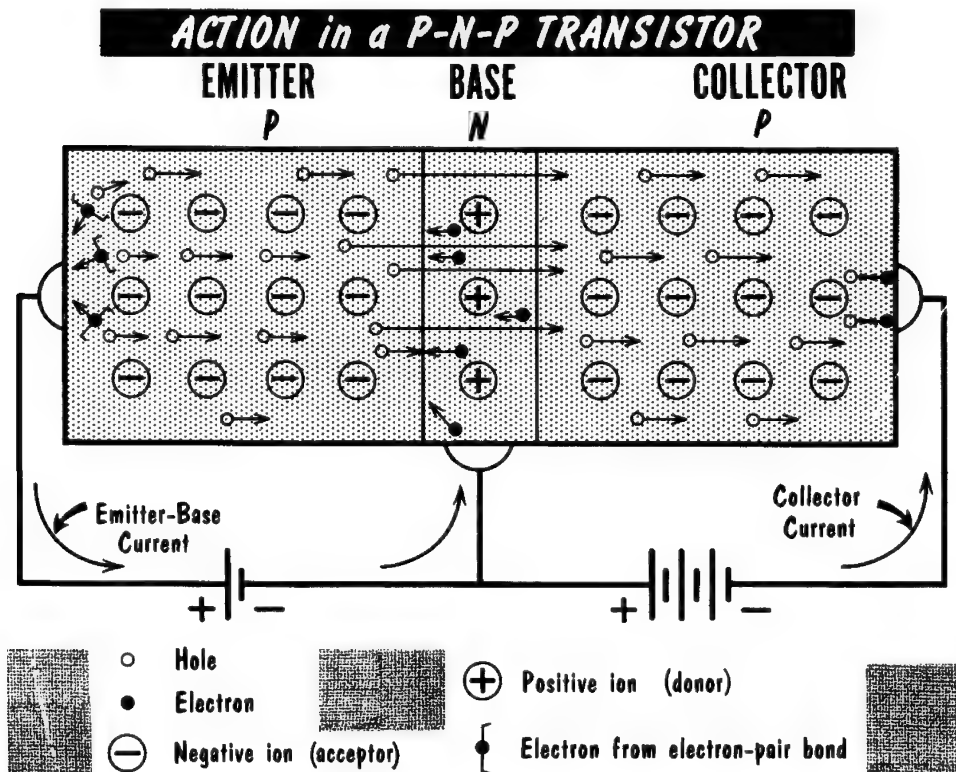 ACTION in a P-N-P TRANSISTOR
EMITTER BASE COLLECTOR
P N P
Emitter-Base
Current
Collector
Current
+ − + −
Hole
Electron
Negative ion (acceptor)
Positive ion (donor)
Electron from electron-pair bond